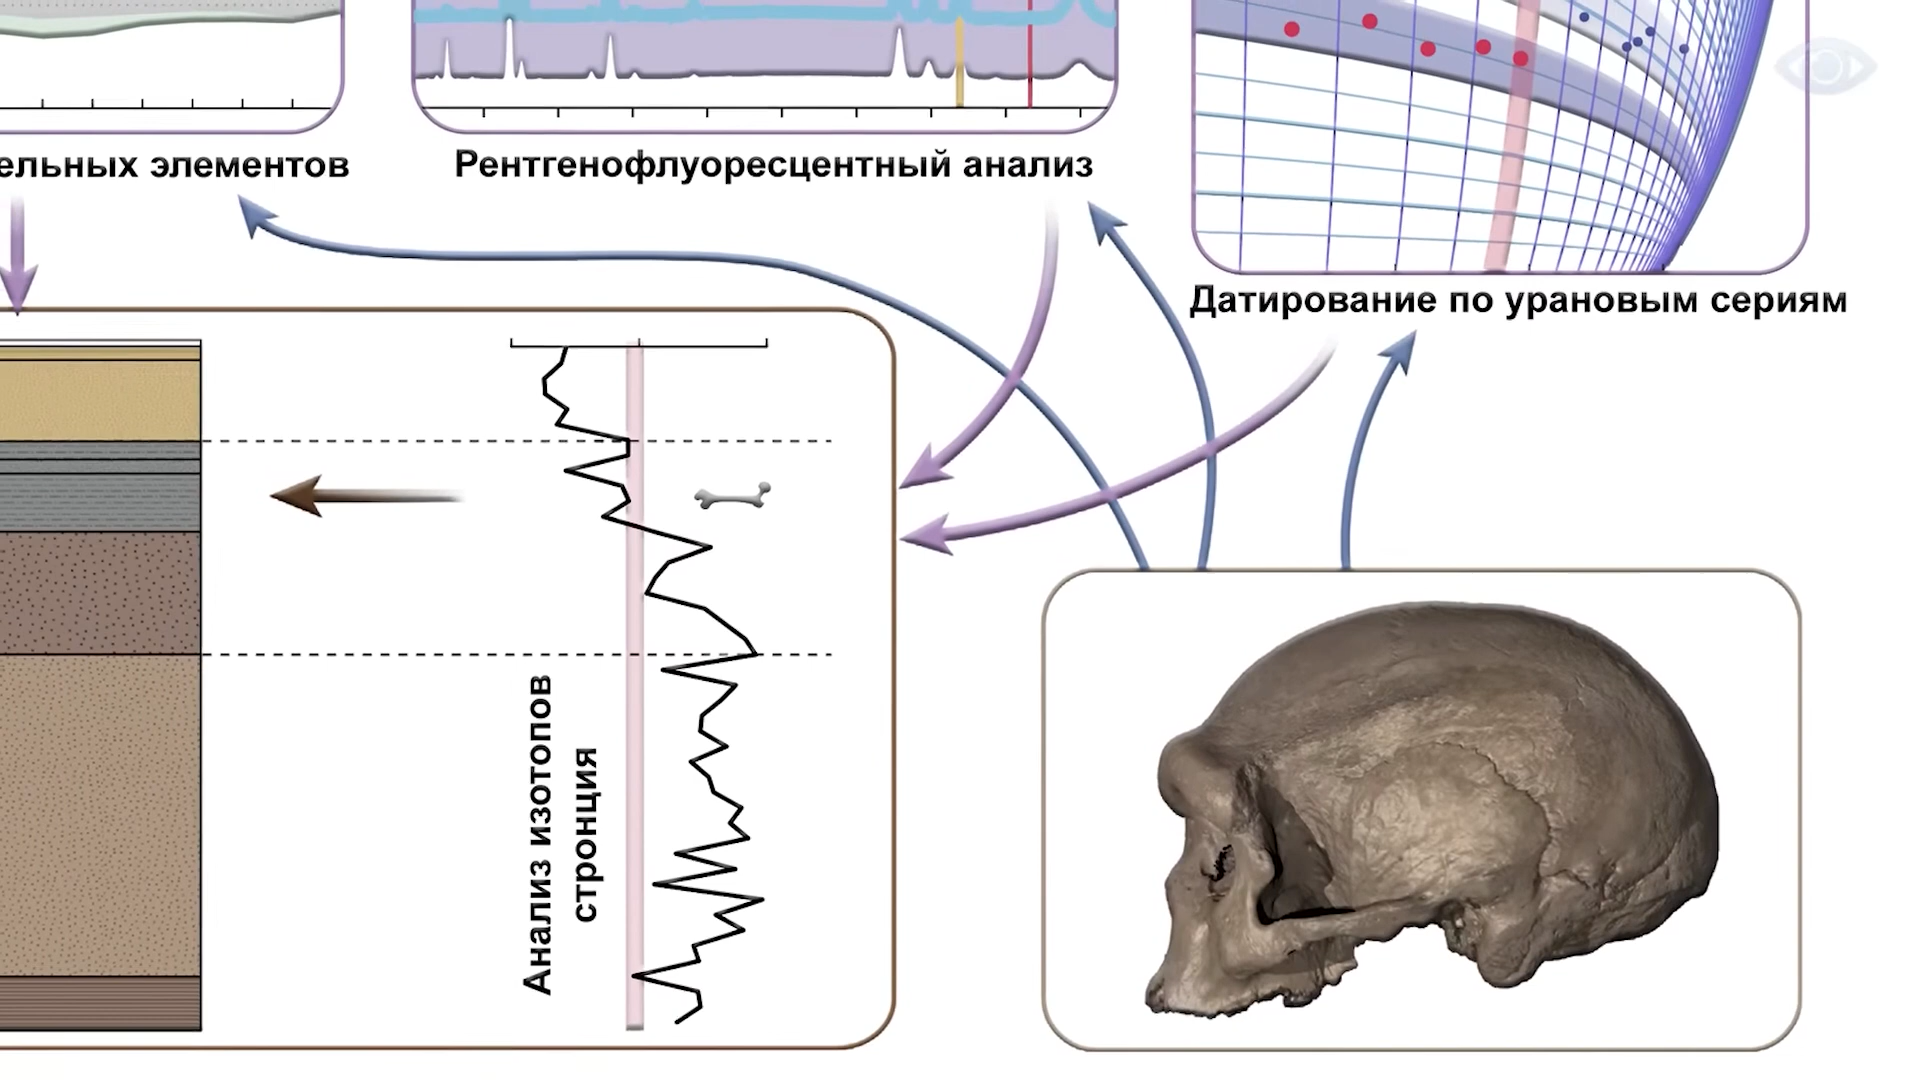 ельных элементов
Рентгенофлуоресцентный анализ
Датирование по урановым сериям
Анализ изотопов
стронция